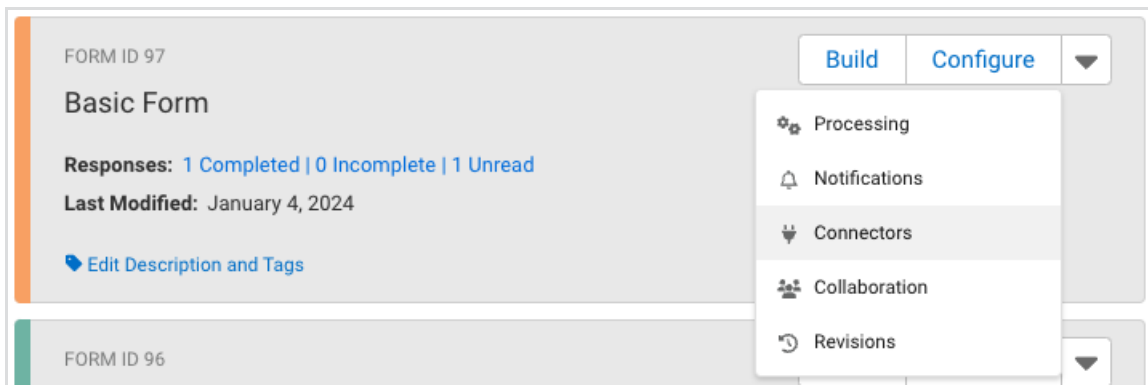 FORM ID 97
Build
Configure
Basic Form
Processing
Responses: 1 Completed | 0 Incomplete | 1 Unread
Notifications
Last Modified: January 4, 2024
Connectors
Edit Description and Tags
Collaboration
Revisions
FORM ID 96